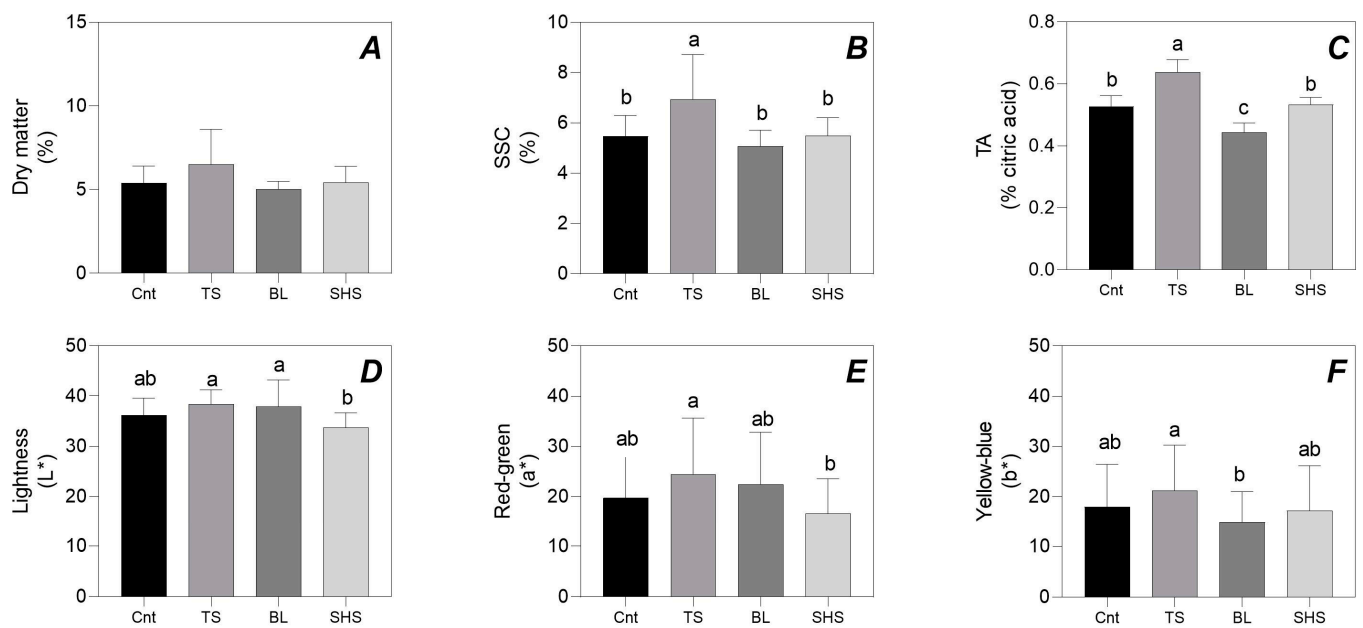 A
Dry matter
(%)
15
10
5
0
Cnt TS BL SHS
B
SSC
(%)
10
8
6
4
2
0
b a b b
Cnt TS BL SHS
C
TA
(% citric acid)
0.8
0.6
0.4
0.2
0.0
b a c b
Cnt TS BL SHS
D
Lightness
(L*)
50
40
30
20
10
0
ab a a b
Cnt TS BL SHS
E
Red-green
(a*)
50
40
30
20
10
0
ab a ab b
Cnt TS BL SHS
F
Yellow-blue
(b*)
50
40
30
20
10
0
ab a b ab
Cnt TS BL SHS